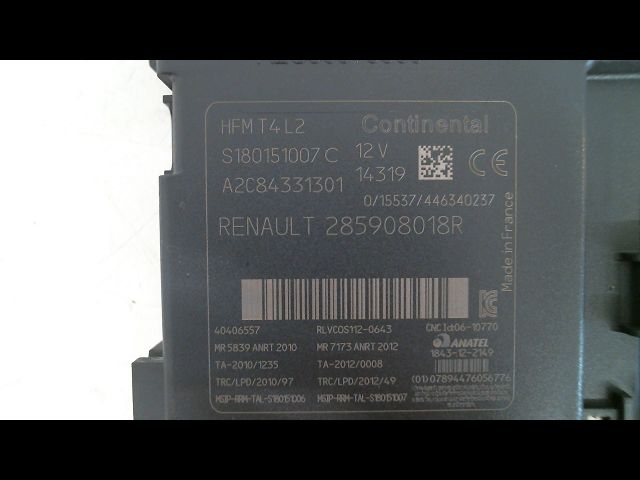 HFM T4 L2 Continental
S180151007 C 12 V
A2C84331301 14319 CE
0/15537/446340237
RENAULT 285908018R
Made in France
40406557 RLVCOS112-0643 CNC Id:06-10770
MR 5839 ANRT 2010 MR 7173 ANRT 2012 ANATEL
TA-2010/1235 TA-2012/0008 1843-12-2149
TRC/LPD/2010/97 TRC/LPD/2012/49 (01)07894476056776
MSIP-RRM-TAL-S180151006 MSIP-RRM-TAL-S180151007